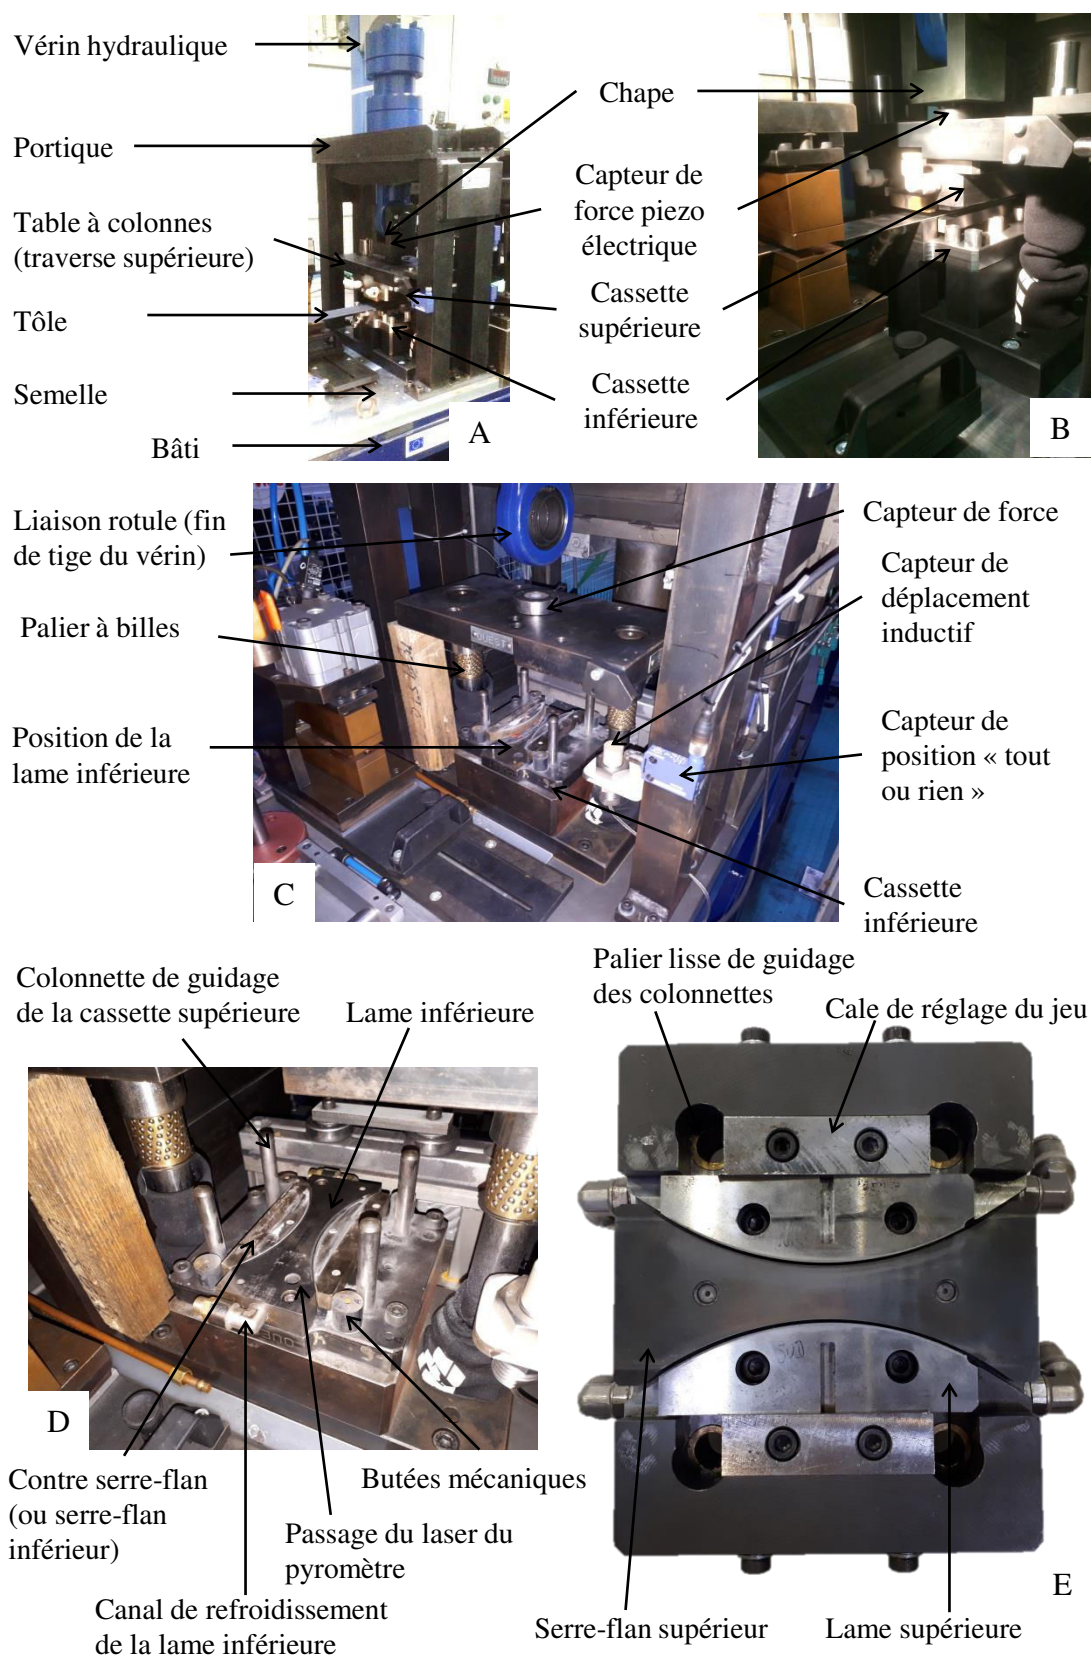 Vérin hydraulique
Chape
Portique
Capteur de
force piezo
électrique
Table à colonnes
(traverse supérieure)
Cassette
supérieure
Tôle
Cassette
inférieure
Semelle
Bâti
A
B
Liaison rotule (fin
de tige du vérin)
Capteur de force
Capteur de
déplacement
inductif
Palier à billes
Position de la
lame inférieure
Capteur de
position « tout
ou rien »
OUEST
C
Cassette
inférieure
Colonnette de guidage
de la cassette supérieure
Lame inférieure
Palier lisse de guidage
des colonnettes
Cale de réglage du jeu
D
Contre serre-flan
(ou serre-flan
inférieur)
Butées mécaniques
Passage du laser du
pyromètre
Canal de refroidissement
de la lame inférieure
SUD
E
Serre-flan supérieur
Lame supérieure